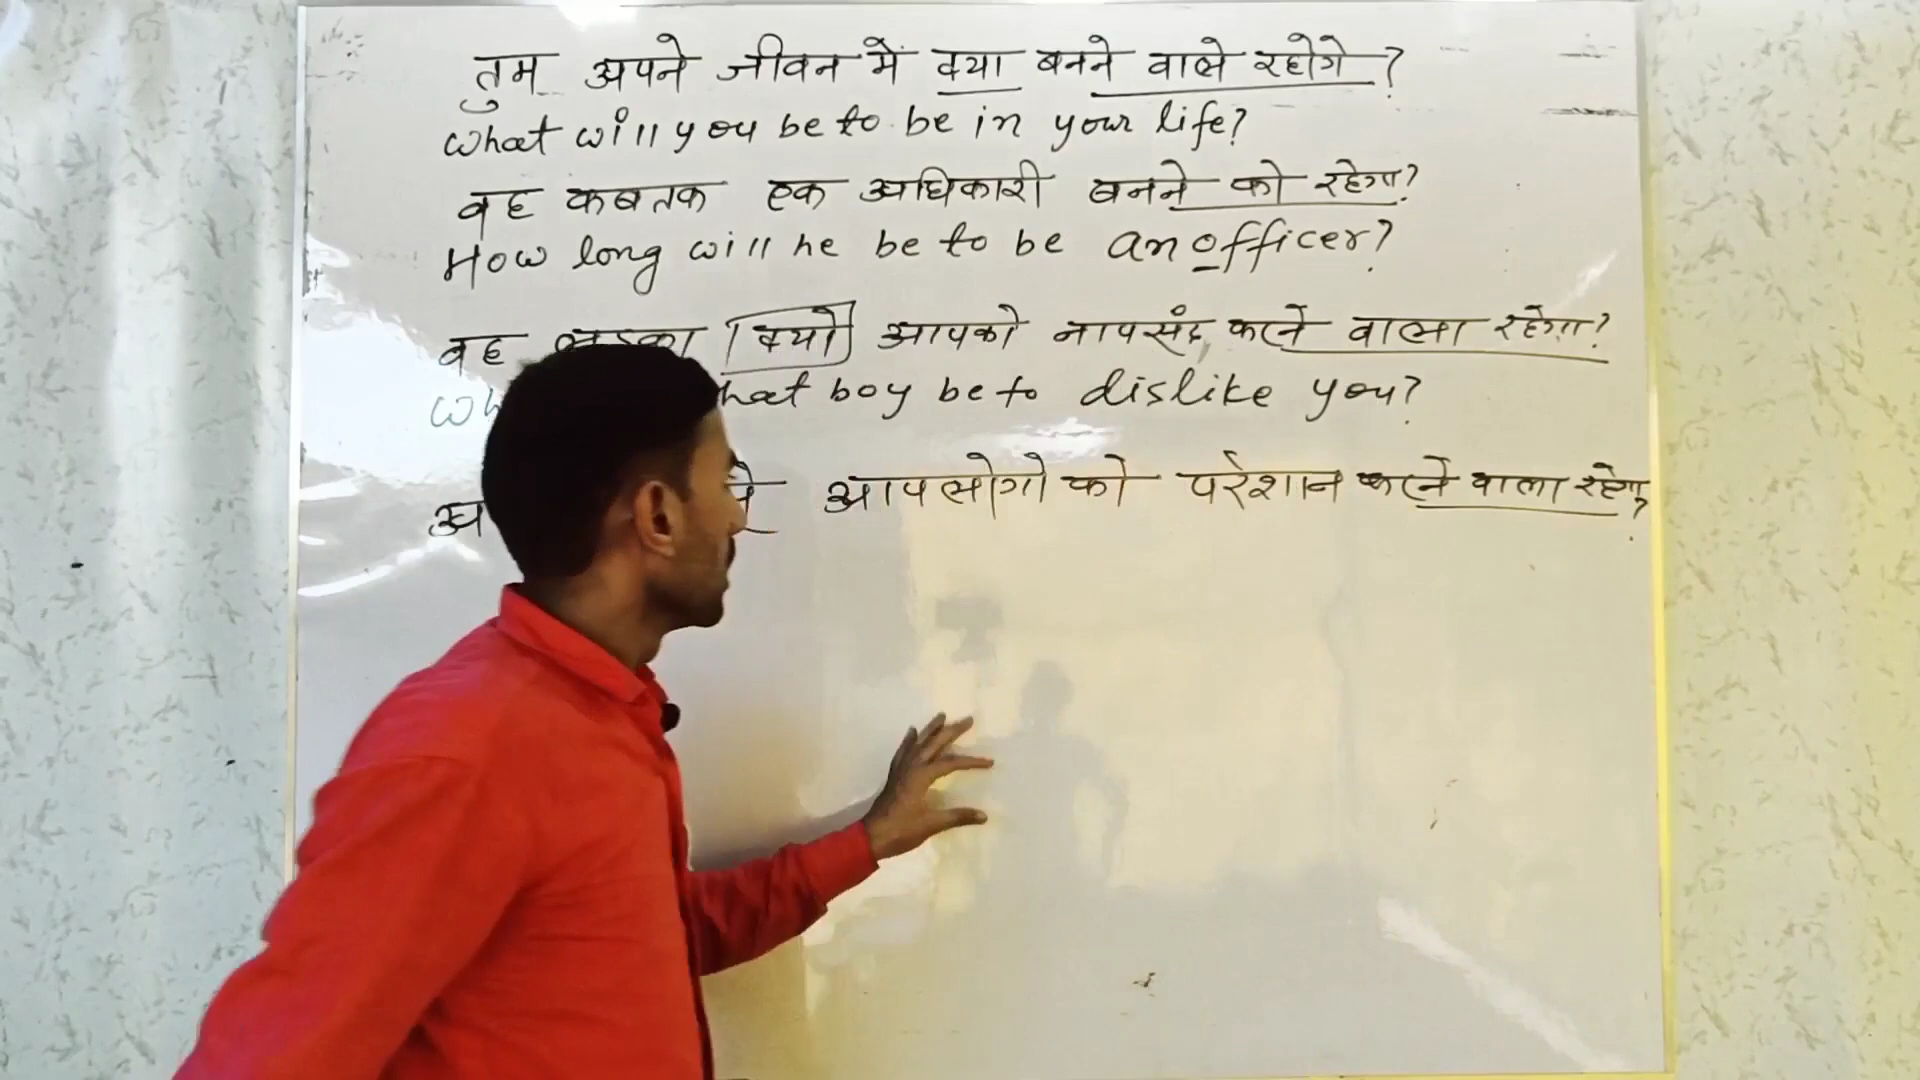 तुम अपने जीवन में क्या बनने वाले रहोगे?
What will you be to be in your life?
वह कबतक एक अधिकारी बनने को रहेगा?
How long will he be to be an officer?
वह लड़का क्यों आपको नापसंद करने वाला रहेगा?
boy be to dislike you?
आपलोगो को परेशान करने वाला रहेगा?